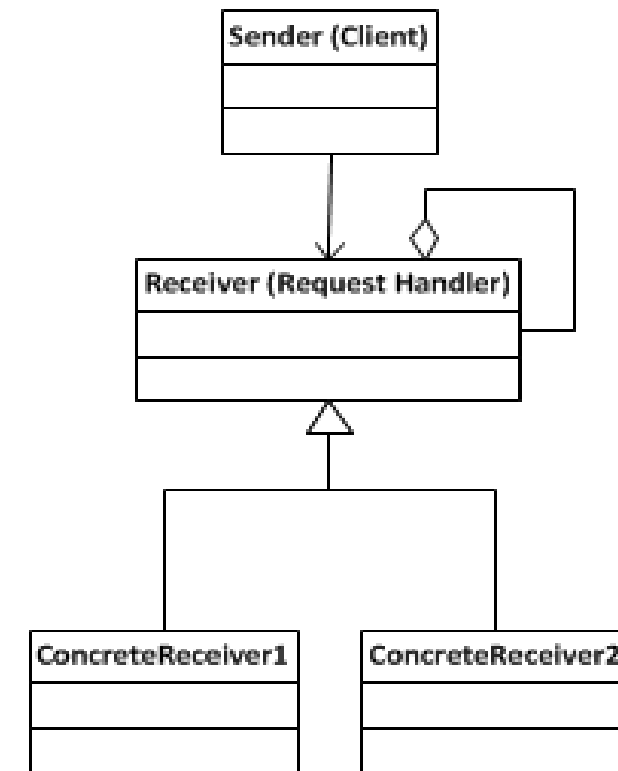 Sender (Client)
Receiver (Request Handler)
ConcreteReceiver1
ConcreteReceiver2